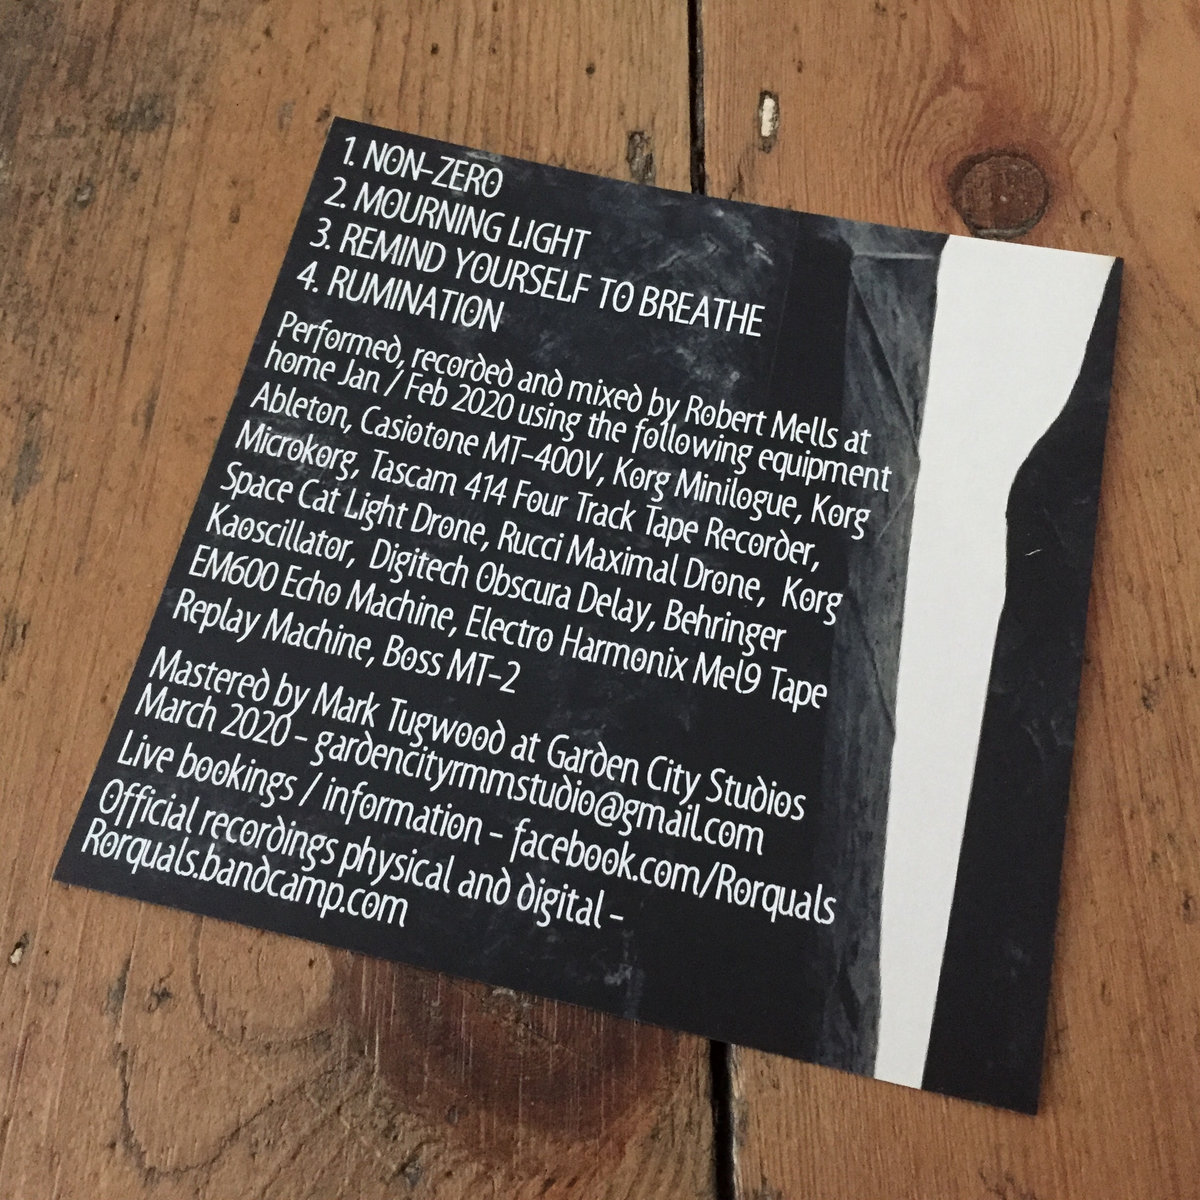 1. NON-ZERO
2. MOURNING LIGHT
3. REMIND YOURSELF TO BREATHE
4. RUMINATION
Performed, recorded and mixed by Robert Mells at
home Jan / Feb 2020 using the following equipment
Ableton, Casiotone MT-400V, Korg Minilogue, Korg
Microkorg, Tascam 414 Four Track Tape Recorder,
Space Cat Light Drone, Rucci Maximal Drone, Korg
Kaoscillator, Digitech Obscura Delay, Behringer
EM600 Echo Machine, Electro Harmonix Mel9 Tape
Replay Machine, Boss MT-2
Mastered by Mark Tugwood at Garden City Studios
March 2020 - gardencityrmmstudio@gmail.com
Live bookings / information - facebook.com/Rorquals
Official recordings physical and digital -
Rorquals.bandcamp.com